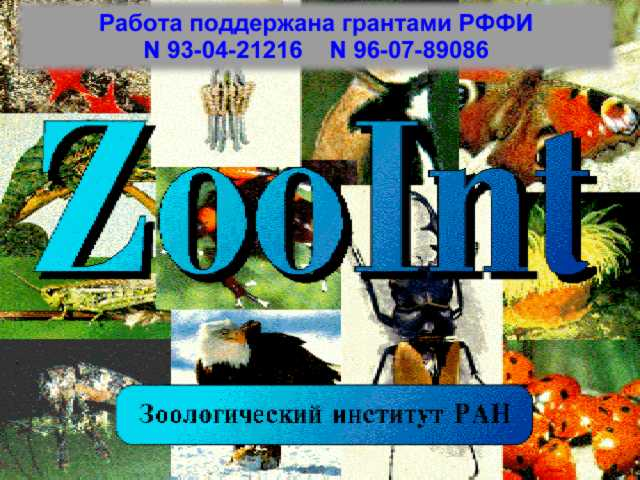 Работа поддержана грантами РФФИ
N 93-04-21216 N 96-07-89086
ZooInt
Зоологический институт РАН